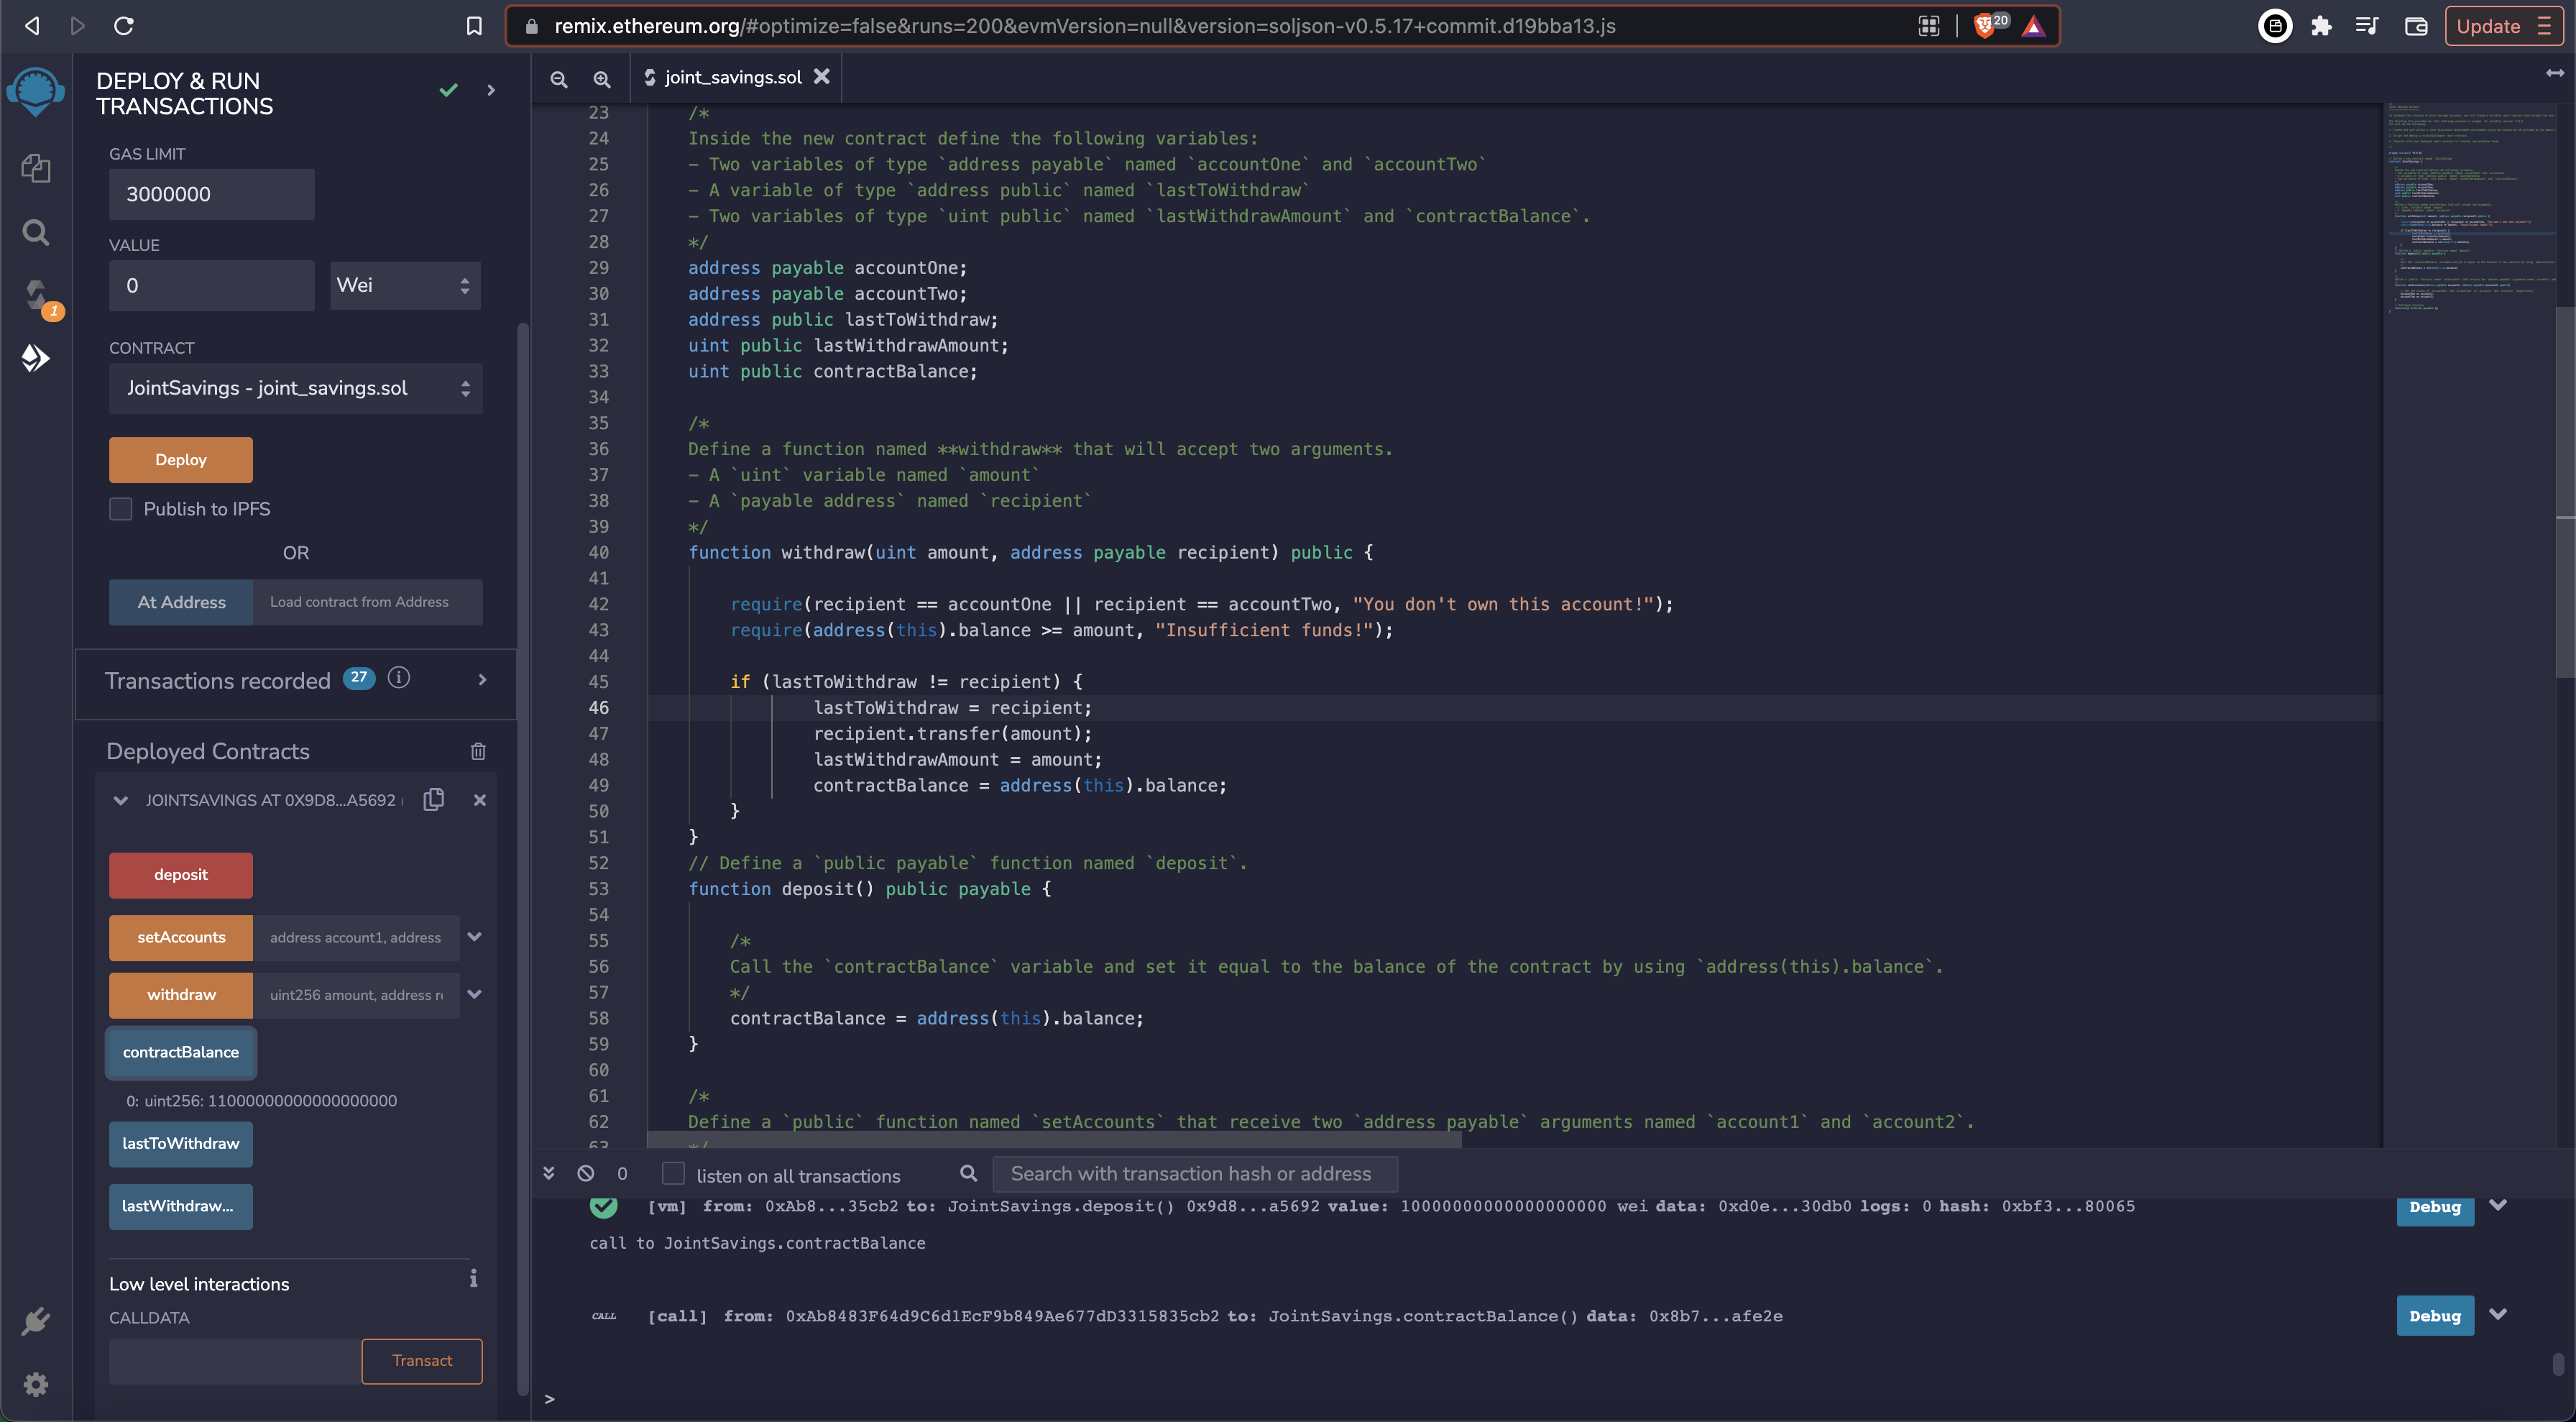 remix.ethereum.org/#optimize=false&runs=200&evmVersion=null&version=soljson-v0.5.17+commit.d19bba13.js
20
Update
DEPLOY & RUN
TRANSACTIONS
GAS LIMIT
3000000
VALUE
0
Wei
CONTRACT
JointSavings - joint_savings.sol
Deploy
Publish to IPFS
OR
At Address
Load contract from Address
Transactions recorded 27 i
Deployed Contracts
JOINTSAVINGS AT 0X9D8...A5692
deposit
setAccounts
address account1, address
withdraw
uint256 amount, address
contractBalance
0: uint256: 11000000000000000000
lastToWithdraw
lastWithdraw...
Low level interactions
i
CALLDATA
Transact
1
joint_savings.sol
23 /*
24 Inside the new contract define the following variables:
25 - Two variables of type `address payable` named `accountOne` and `accountTwo`
26 - A variable of type `address public` named `lastToWithdraw`
27 - Two variables of type `uint public` named `lastWithdrawAmount` and `contractBalance`.
28 */
29 address payable accountOne;
30 address payable accountTwo;
31 address public lastToWithdraw;
32 uint public lastWithdrawAmount;
33 uint public contractBalance;
34
35 /*
36 Define a function named **withdraw** that will accept two arguments.
37 - A `uint` variable named `amount`
38 - A `payable address` named `recipient`
39 */
40 function withdraw(uint amount, address payable recipient) public {
41
42 require(recipient == accountOne || recipient == accountTwo, "You don't own this account!");
43 require(address(this).balance >= amount, "Insufficient funds!");
44
45 if (lastToWithdraw != recipient) {
46 lastToWithdraw = recipient;
47 recipient.transfer(amount);
48 lastWithdrawAmount = amount;
49 contractBalance = address(this).balance;
50 }
51 }
52 // Define a `public payable` function named `deposit`.
53 function deposit() public payable {
54
55 /*
56 Call the `contractBalance` variable and set it equal to the balance of the contract by using `address(this).balance`.
57 */
58 contractBalance = address(this).balance;
59 }
60
61 /*
62 Define a `public` function named `setAccounts` that receive two `address payable` arguments named `account1` and `account2`.
63 */
0
listen on all transactions
Search with transaction hash or address
[vm] from: 0xAb8...35cb2 to: JointSavings.deposit() 0x9d8...a5692 value: 10000000000000000000 wei data: 0xd0e...30db0 logs: 0 hash: 0xbf3...80065
Debug
call to JointSavings.contractBalance
CALL [call] from: 0xAb8483F64d9C6d1EcF9b849Ae677dD3315835cb2 to: JointSavings.contractBalance() data: 0x8b7...afe2e
Debug
>